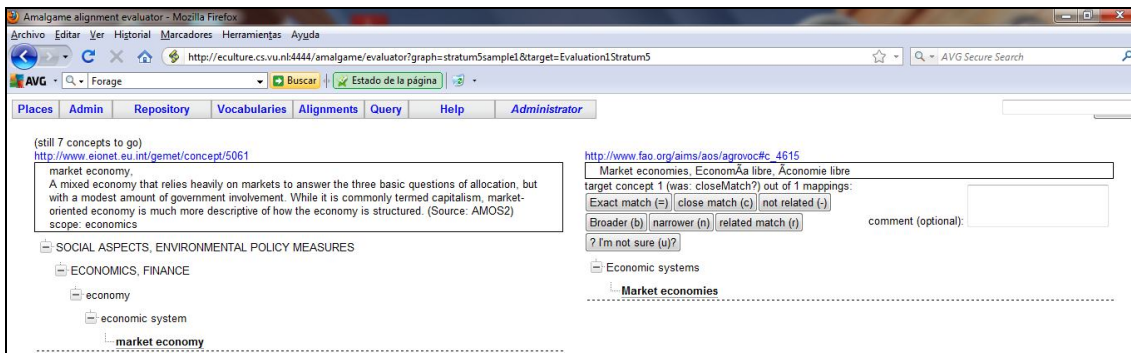 Amalgame alignment evaluator - Mozilla Firefox
Archivo Editar Ver Historial Marcadores Herramientas Ayuda
http://eculture.cs.vu.nl:4444/amalgame/evaluator?graph=stratum5sample1&target=Evaluation1Stratum5
AVG Secure Search
AVG Forage Buscar Estado de la página
Places Admin Repository Vocabularies Alignments Query Help Administrator
(still 7 concepts to go)
http://www.eionet.eu.int/gemet/concept/5061
market economy,
A mixed economy that relies heavily on markets to answer the three basic questions of allocation, but
with a modest amount of government involvement. While it is commonly termed capitalism, market-
oriented economy is much more descriptive of how the economy is structured. (Source: AMOS2)
scope: economics
SOCIAL ASPECTS, ENVIRONMENTAL POLICY MEASURES
ECONOMICS, FINANCE
economy
economic system
market economy
http://www.fao.org/aims/aos/agrovoc#c_4615
Market economies, EconomÃa libre, Ãconomie libre
target concept 1 (was: closeMatch?) out of 1 mappings:
Exact match (=) close match (c) not related (-)
Broader (b) narrower (n) related match (r)
comment (optional):
? I'm not sure (u)?
Economic systems
Market economies